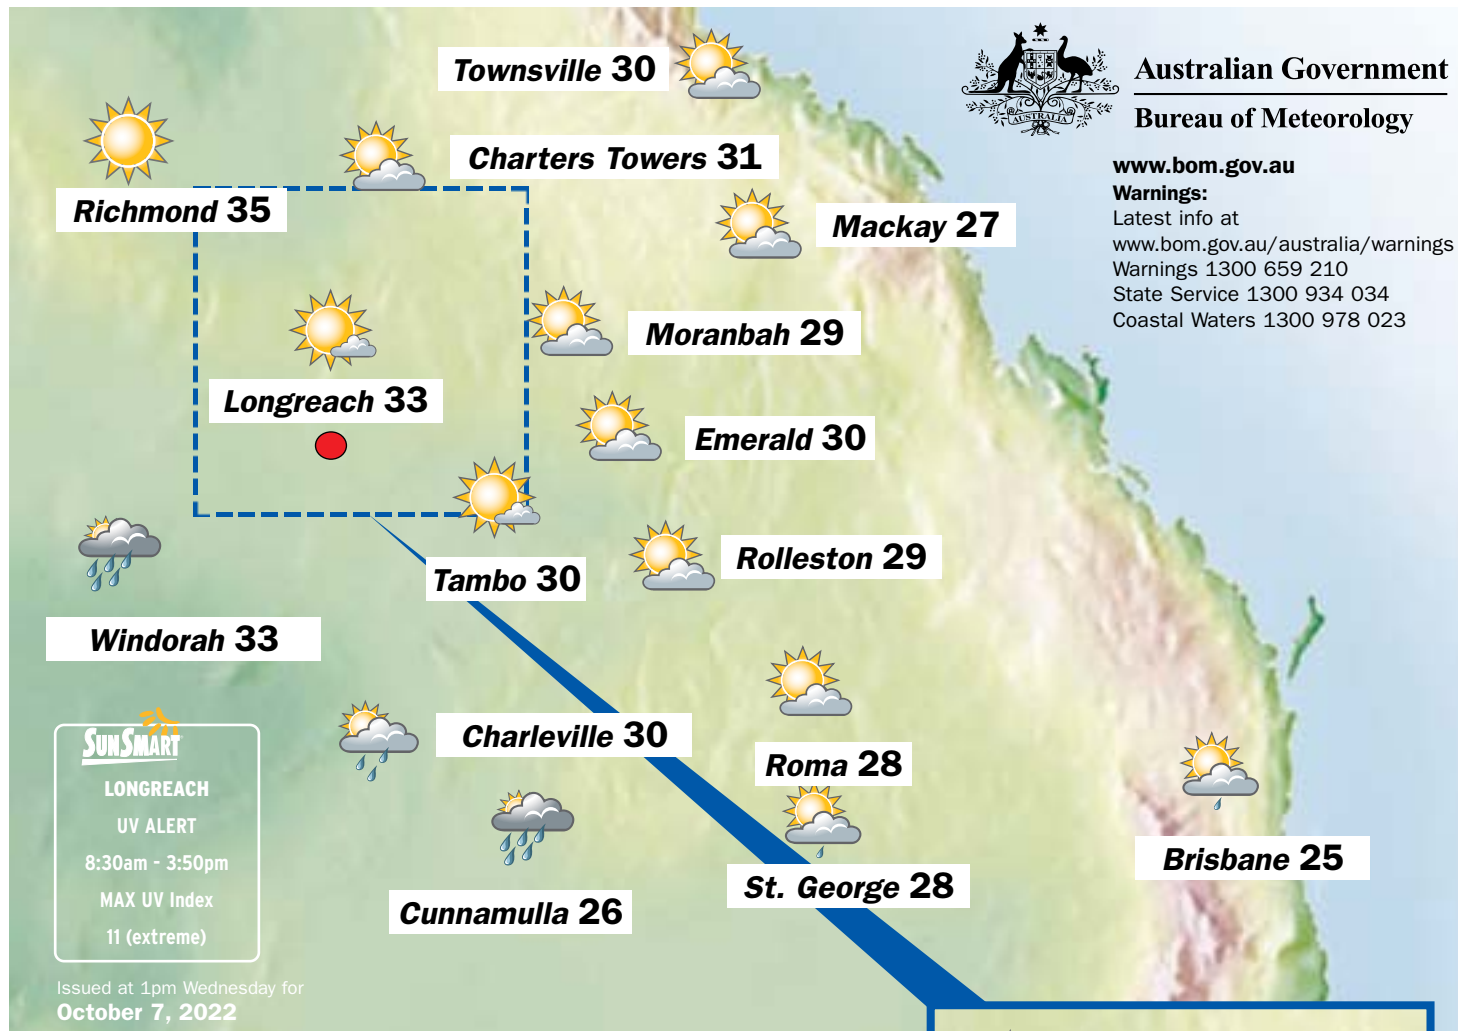 Townsville 30
Australian Government
Bureau of Meteorology
AUSTRALIA
www.bom.gov.au
Warnings:
Latest info at
www.bom.gov.au/australia/warnings
Warnings 1300 659 210
State Service 1300 934 034
Coastal Waters 1300 978 023
Charters Towers 31
Richmond 35
Mackay 27
Moranbah 29
Longreach 33
Emerald 30
Rolleston 29
Tambo 30
Windorah 33
Charleville 30
Roma 28
Brisbane 25
St. George 28
Cunnamulla 26
SUNSMART
LONGREACH
UV ALERT
8:30am - 3:50pm
MAX UV Index
11 (extreme)
Issued at 1pm Wednesday for
October 7, 2022